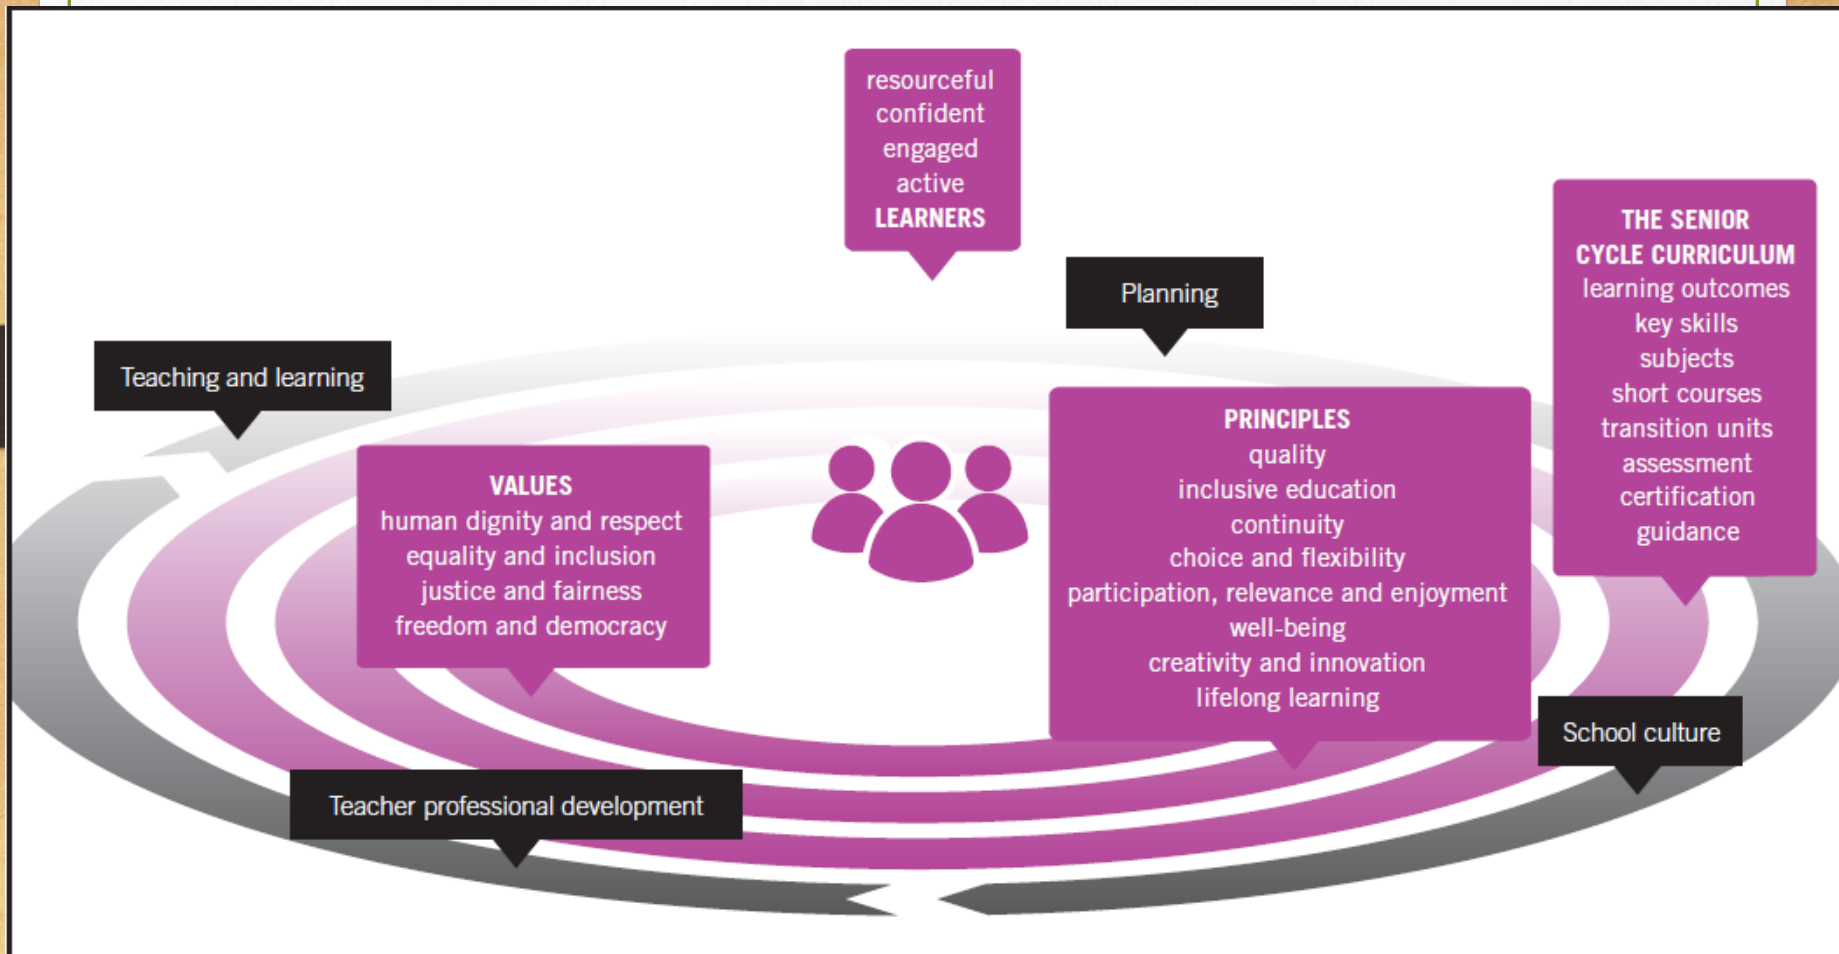 resourceful
confident
engaged
active
LEARNERS
Planning
THE SENIOR
CYCLE CURRICULUM
learning outcomes
key skills
subjects
short courses
transition units
assessment
certification
guidance
Teaching and learning
VALUES
human dignity and respect
equality and inclusion
justice and fairness
freedom and democracy
PRINCIPLES
quality
inclusive education
continuity
choice and flexibility
participation, relevance and enjoyment
well-being
creativity and innovation
lifelong learning
School culture
Teacher professional development